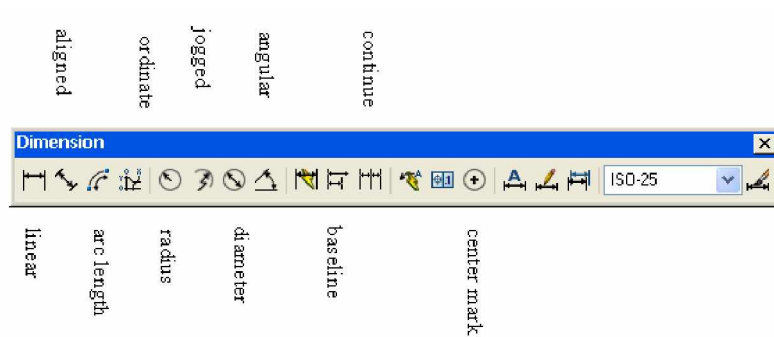 aligned
ordinate
jogged
angular
continue
Dimension
ISO-25
linear
arc length
radius
diameter
baseline
center mark